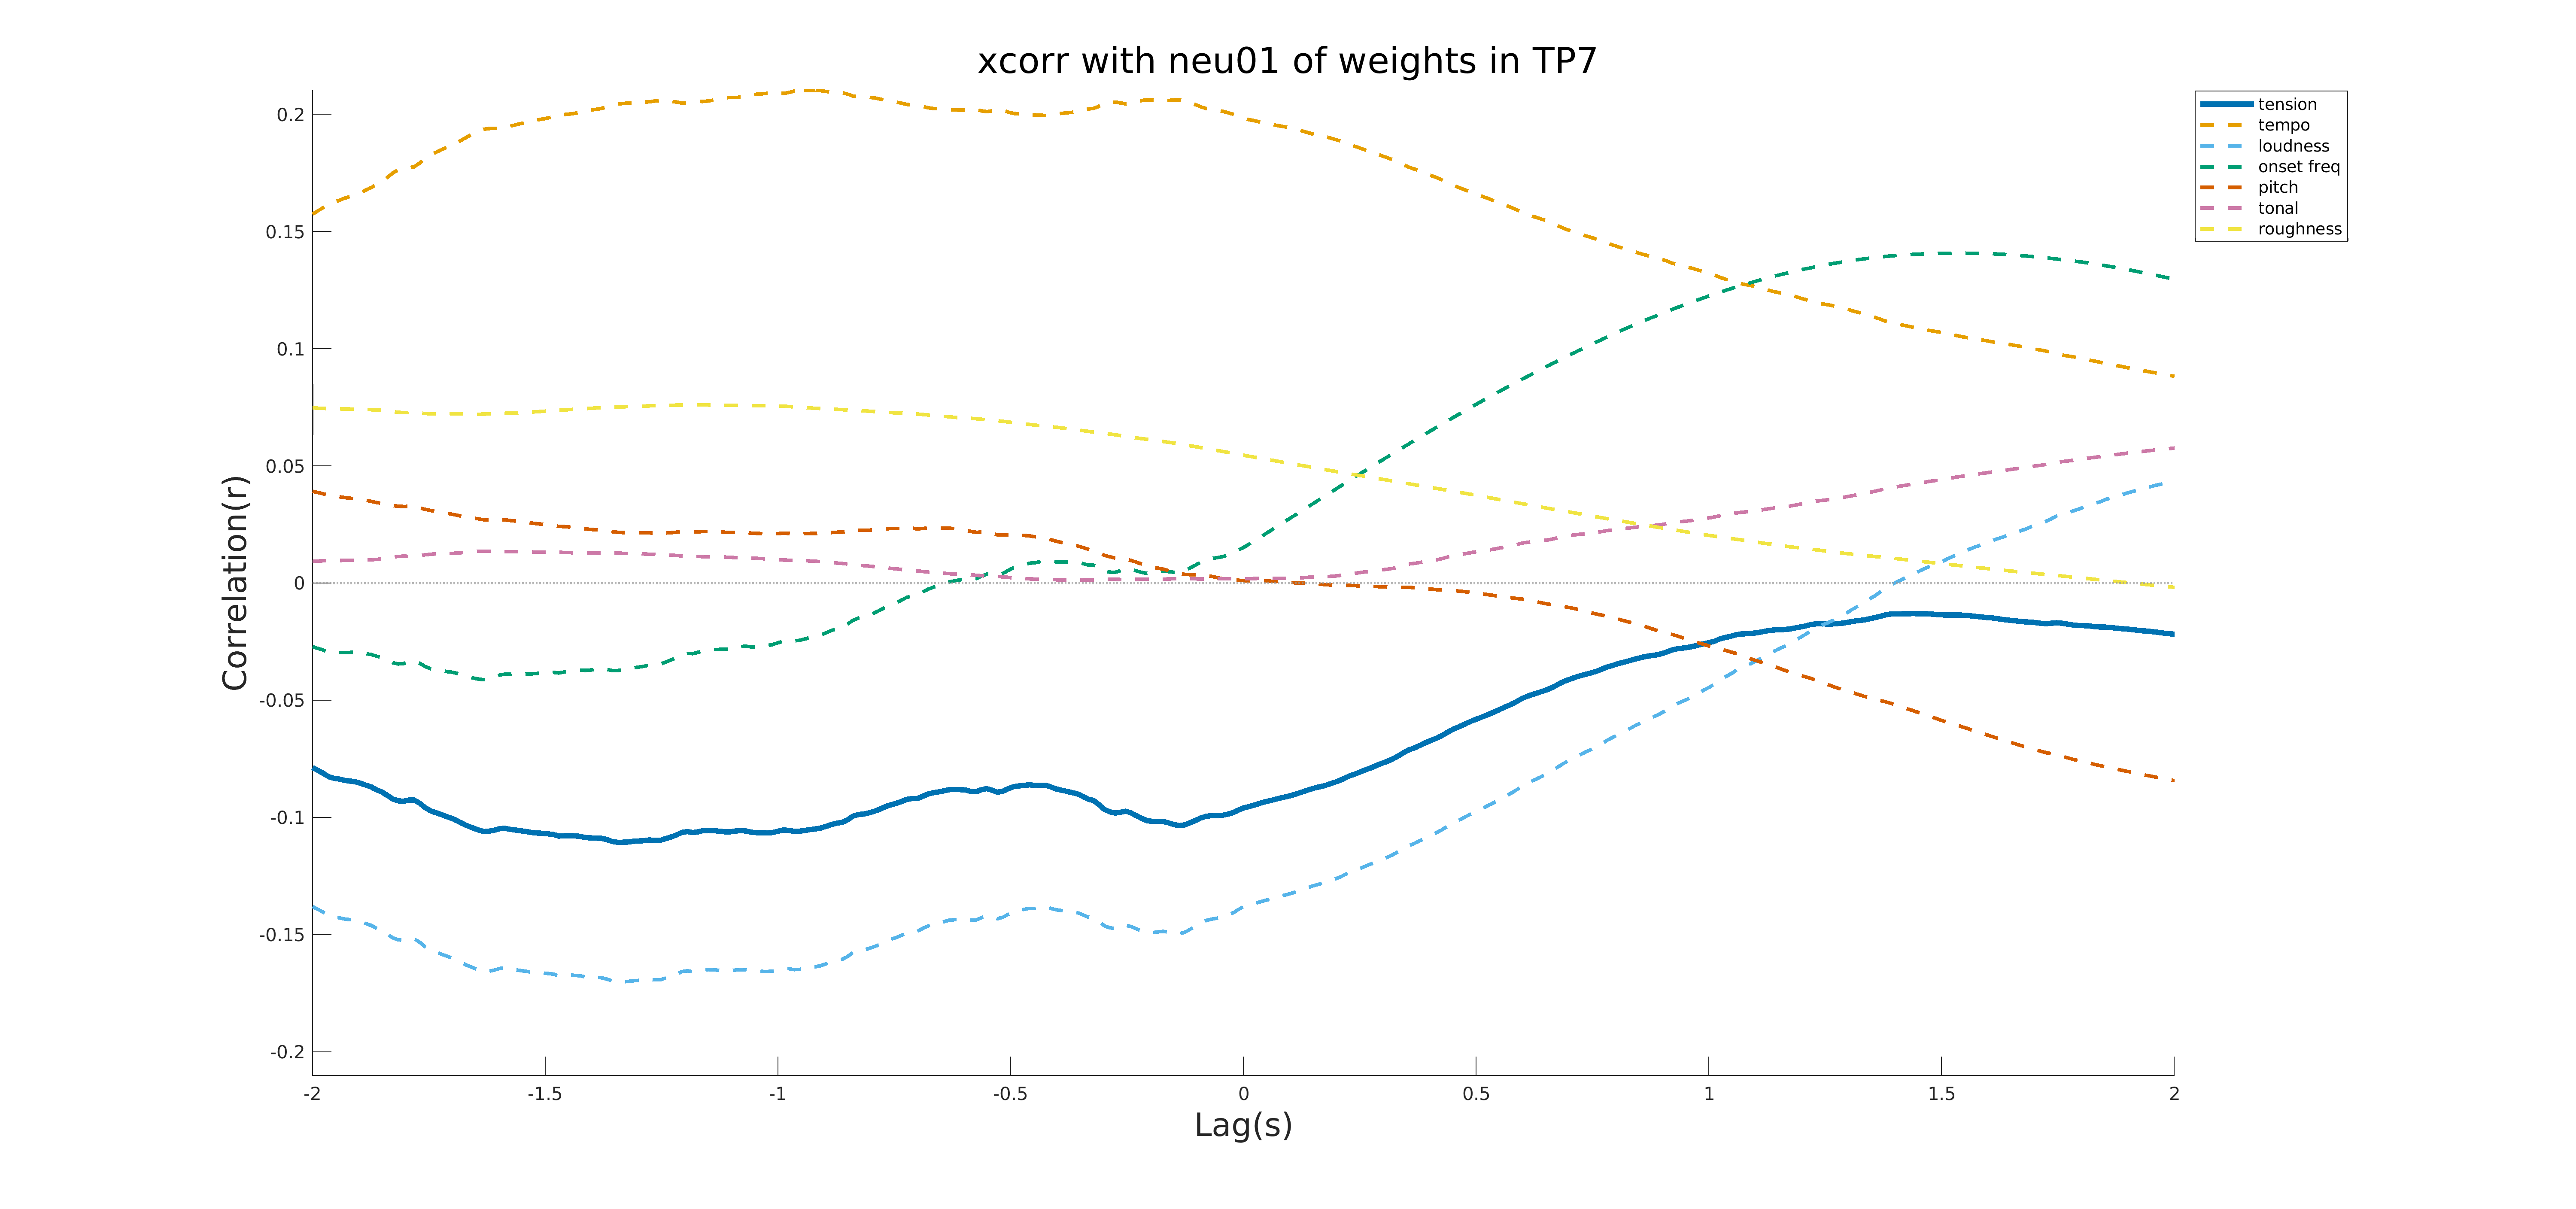 xcorr with neu01 of weights in TP7
tension
tempo
loudness
onset freq
pitch
tonal
roughness
0.2
0.15
0.1
0.05
0
-0.05
-0.1
-0.15
-0.2
Correlation(r)
-2 -1.5 -1 -0.5 0 0.5 1 1.5 2
Lag(s)